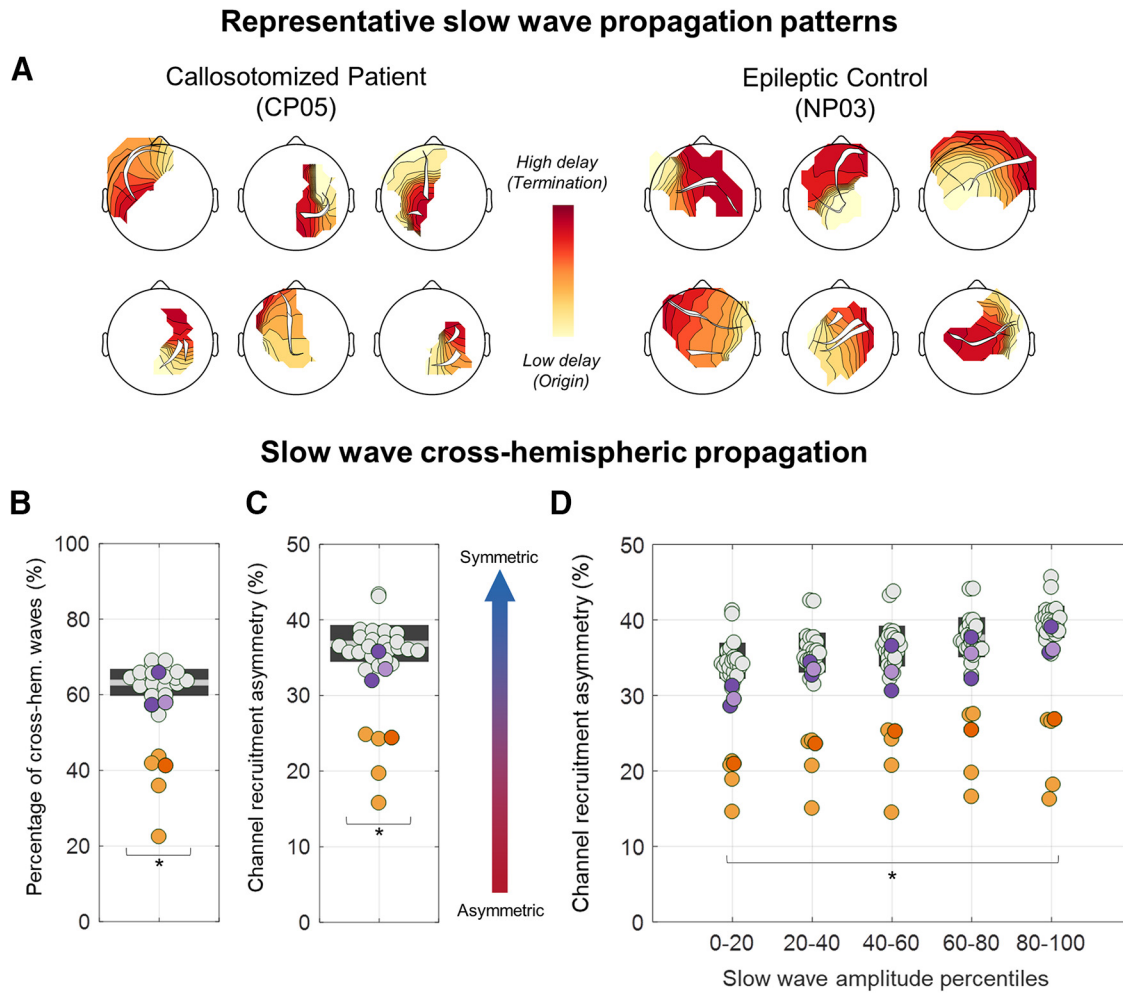 Representative slow wave propagation patterns
A
Callosotomized Patient
(CP05)
Epileptic Control
(NP03)
High delay
(Termination)
Low delay
(Origin)
Slow wave cross-hemispheric propagation
B
Percentage of cross-hem. waves (%)
100
80
60
40
20
0
*
C
Channel recruitment asymmetry (%)
50
40
30
20
10
0
*
Symmetric
Asymmetric
D
Channel recruitment asymmetry (%)
50
40
30
20
10
0
*
0-20 20-40 40-60 60-80 80-100
Slow wave amplitude percentiles